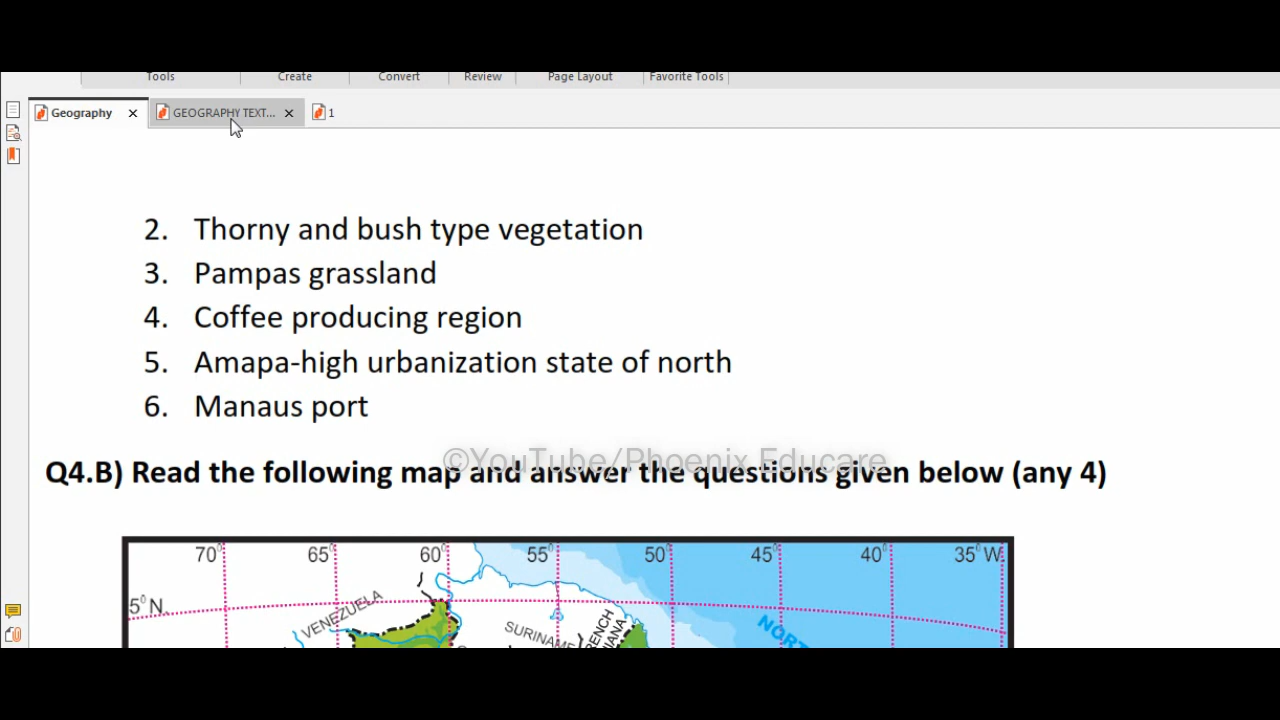 Tools Create Convert Review Page Layout Favorite Tools
Geography GEOGRAPHY TEXT... 1
2. Thorny and bush type vegetation
3. Pampas grassland
4. Coffee producing region
5. Amapa-high urbanization state of north
6. Manaus port
©YouTube/Phoenix Educare
Q4.B) Read the following map and answer the questions given below (any 4)
70° 65° 60° 55° 50° 45° 40° 35° W.
5° N.
VENEZUELA
SURINAME